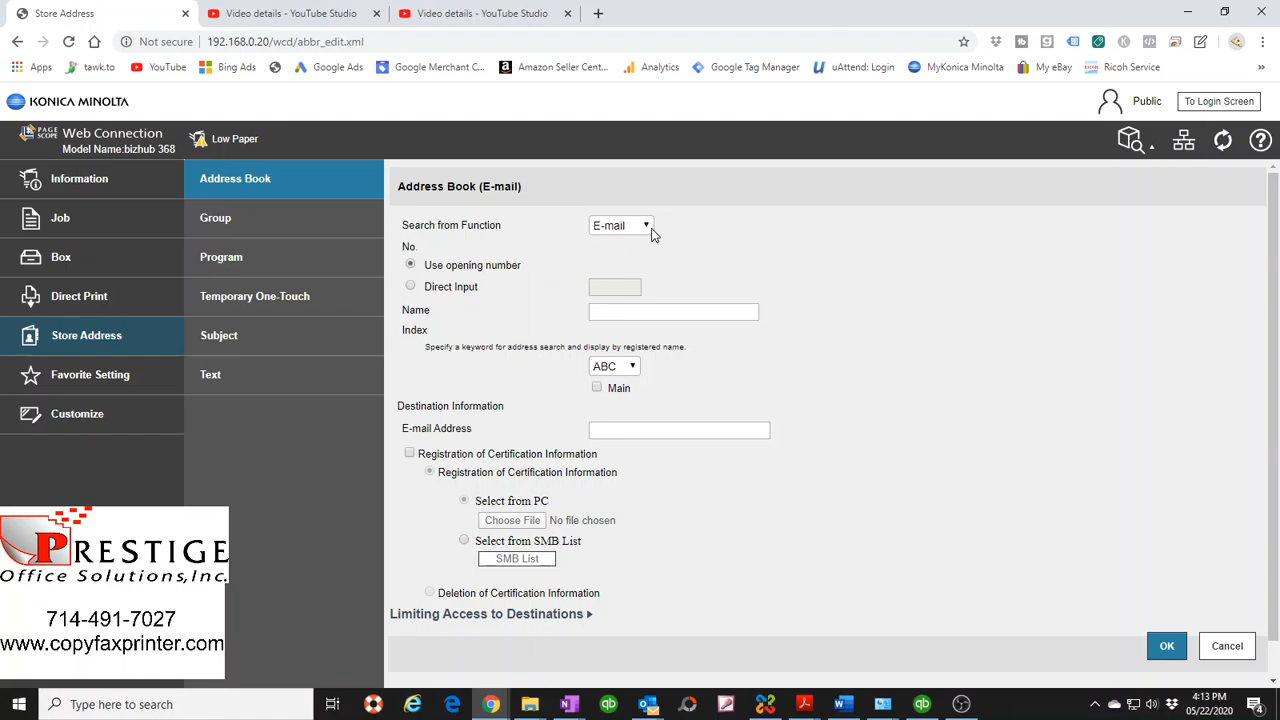 Store Address
Video details - YouTube Studio
Video details - YouTube Studio
Not secure
192.168.0.20/wcd/abbr_edit.xml
Apps
tawk.to
YouTube
Bing Ads
Google Ads
Google Merchant C...
Amazon Seller Cent...
Analytics
Google Tag Manager
uAttend: Login
MyKonica Minolta
My eBay
Ricoh Service
KONICA MINOLTA
Public
To Login Screen
PAGE SCOPE Web Connection
Model Name:bizhub 368
Low Paper
Information
Job
Box
Direct Print
Store Address
Favorite Setting
Customize
Address Book
Group
Program
Temporary One-Touch
Subject
Text
Address Book (E-mail)
Search from Function
E-mail
No.
Use opening number
Direct Input
Name
Index
Specify a keyword for address search and display by registered name.
ABC
Main
Destination Information
E-mail Address
Registration of Certification Information
Registration of Certification Information
Select from PC
Choose File No file chosen
Select from SMB List
SMB List
Deletion of Certification Information
Limiting Access to Destinations
OK
Cancel
PRESTIGE
Office Solutions, Inc.
714-491-7027
www.copyfaxprinter.com
Type here to search
4:13 PM
05/22/2020